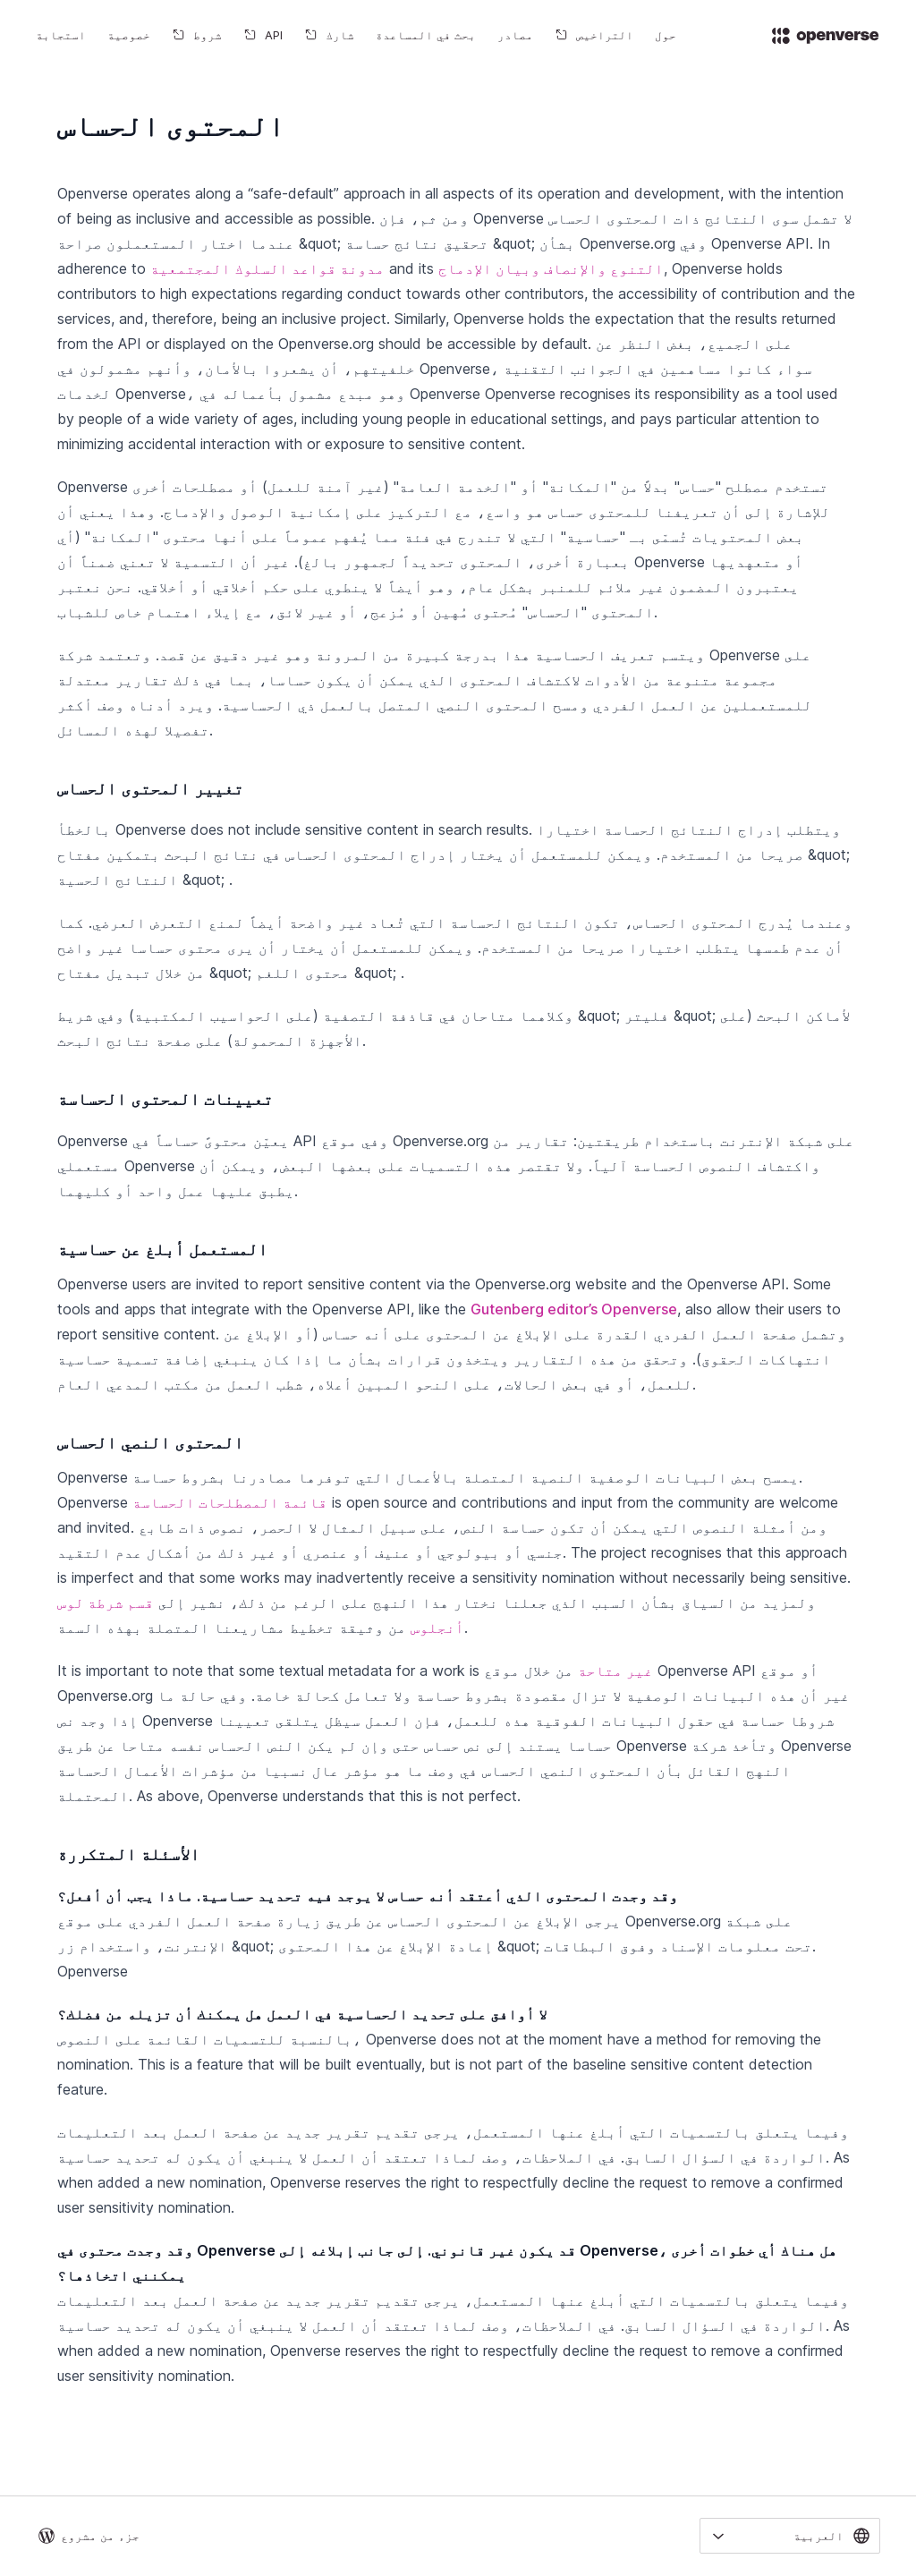 openverse
حول
التراخيص
مصادر
بحث في المساعدة
شارك
API
شروط
خصوصية
استجابة
المحتوى الحساس
Openverse operates along a “safe-default” approach in all aspects of its operation and development, with the intention
of being as inclusive and accessible as possible. ومن ثم، فإن Openverse لا تشمل سوى النتائج ذات المحتوى الحساس
عندما اختار المستعملون صراحة &quot; تحقيق نتائج حساسة &quot; بشأن Openverse.org وفي Openverse API. In
adherence to مدونة قواعد السلوك المجتمعية and its التنوع والإنصاف وبيان الإدماج, Openverse holds
contributors to high expectations regarding conduct towards other contributors, the accessibility of contribution and the
services, and, therefore, being an inclusive project. Similarly, Openverse holds the expectation that the results returned
from the API or displayed on the Openverse.org should be accessible by default. على الجميع، بغض النظر عن
خلفيتهم، أن يشعروا بالأمان، وأنهم مشمولون في Openverse، سواء كانوا مساهمين في الجوانب التقنية
لخدمات Openverse، وهو مبدع مشمول بأعماله في Openverse Openverse recognises its responsibility as a tool used
by people of a wide variety of ages, including young people in educational settings, and pays particular attention to
minimizing accidental interaction with or exposure to sensitive content.
Openverse تستخدم مصطلح "حساس" بدلاً من "المكانة" أو "الخدمة العامة" (غير آمنة للعمل) أو مصطلحات أخرى
للإشارة إلى أن تعريفنا للمحتوى حساس هو واسع، مع التركيز على إمكانية الوصول والإدماج. وهذا يعني أن
بعض المحتويات تُسمّى بـ "حساسية" التي لا تندرج في فئة مما يُفهم عموماً على أنها محتوى "المكانة" (أي
بعبارة أخرى، المحتوى تحديداً لجمهور بالغ). غير أن التسمية لا تعني ضمناً أن Openverse أو متعهديها
يعتبرون المضمون غير ملائم للمنبر بشكل عام، وهو أيضاً لا ينطوي على حكم أخلاقي أو أخلاقي. نحن نعتبر
المحتوى "الحساس" مُحتوى مُهين أو مُزعج، أو غير لائق، مع إيلاء اهتمام خاص للشباب.
ويتسم تعريف الحساسية هذا بدرجة كبيرة من المرونة وهو غير دقيق عن قصد. وتعتمد شركة Openverse على
مجموعة متنوعة من الأدوات لاكتشاف المحتوى الذي يمكن أن يكون حساسا، بما في ذلك تقارير معتدلة
للمستعملين عن العمل الفردي ومسح المحتوى النصي المتصل بالعمل ذي الحساسية. ويرد أدناه وصف أكثر
تفصيلا لهذه المسائل.
تغيير المحتوى الحساس
بالخطأ Openverse does not include sensitive content in search results. ويتطلب إدراج النتائج الحساسة اختيارا
صريحا من المستخدم. ويمكن للمستعمل أن يختار إدراج المحتوى الحساس في نتائج البحث بتمكين مفتاح &quot;
النتائج الحسية &quot; .
وعندما يُدرج المحتوى الحساس، تكون النتائج الحساسة التي تُعاد غير واضحة أيضاً لمنع التعرض العرضي. كما
أن عدم طمسها يتطلب اختيارا صريحا من المستخدم. ويمكن للمستعمل أن يختار أن يرى محتوى حساسا غير واضح
من خلال تبديل مفتاح &quot; محتوى اللغم &quot; .
وكلاهما متاحان في قاذفة التصفية (على الحواسيب المكتبية) وفي شريط &quot; فليتر &quot; لأماكن البحث (على
الأجهزة المحمولة) على صفحة نتائج البحث.
تعيينات المحتوى الحساسة
Openverse يعيّن محتوىً حساساً في API وفي موقع Openverse.org على شبكة الإنترنت باستخدام طريقتين: تقارير من
مستعملي Openverse واكتشاف النصوص الحساسة آلياً. ولا تقتصر هذه التسميات على بعضها البعض، ويمكن أن
يطبق عليها عمل واحد أو كليهما.
المستعمل أبلغ عن حساسية
Openverse users are invited to report sensitive content via the Openverse.org website and the Openverse API. Some
tools and apps that integrate with the Openverse API, like the Gutenberg editor’s Openverse, also allow their users to
report sensitive content. وتشمل صفحة العمل الفردي القدرة على الإبلاغ عن المحتوى على أنه حساس (أو الإبلاغ عن
انتهاكات الحقوق). وتحقق من هذه التقارير ويتخذون قرارات بشأن ما إذا كان ينبغي إضافة تسمية حساسية
للعمل، أو في بعض الحالات، على النحو المبين أعلاه، شطب العمل من مكتب المدعي العام.
المحتوى النصي الحساس
Openverse يمسح بعض البيانات الوصفية النصية المتصلة بالأعمال التي توفرها مصادرنا بشروط حساسة.
Openverse قائمة المصطلحات الحساسة is open source and contributions and input from the community are welcome
and invited. ومن أمثلة النصوص التي يمكن أن تكون حساسة النص، على سبيل المثال لا الحصر، نصوص ذات طابع
جنسي أو بيولوجي أو عنيف أو عنصري أو غير ذلك من أشكال عدم التقيد. The project recognises that this approach
is imperfect and that some works may inadvertently receive a sensitivity nomination without necessarily being sensitive.
ولمزيد من السياق بشأن السبب الذي جعلنا نختار هذا النهج على الرغم من ذلك، نشير إلى قسم شرطة لوس
أنجلوس من وثيقة تخطيط مشاريعنا المتصلة بهذه السمة.
It is important to note that some textual metadata for a work is غير متاحة من خلال موقع Openverse API أو موقع
Openverse.org غير أن هذه البيانات الوصفية لا تزال مقصودة بشروط حساسة ولا تعامل كحالة خاصة. وفي حالة ما
إذا وجد نص Openverse شروطا حساسة في حقول البيانات الفوقية هذه للعمل، فإن العمل سيظل يتلقى تعيينا
حساسا يستند إلى نص حساس حتى وإن لم يكن النص الحساس نفسه متاحا عن طريق Openverse وتأخذ شركة Openverse
النهج القائل بأن المحتوى النصي الحساس في وصف ما هو مؤشر عال نسبيا من مؤشرات الأعمال الحساسة
المحتملة. As above, Openverse understands that this is not perfect.
الأسئلة المتكررة
وقد وجدت المحتوى الذي أعتقد أنه حساس لا يوجد فيه تحديد حساسية. ماذا يجب أن أفعل؟
يرجى الإبلاغ عن المحتوى الحساس عن طريق زيارة صفحة العمل الفردي على موقع Openverse.org على شبكة
الإنترنت، واستخدام زر &quot; إعادة الإبلاغ عن هذا المحتوى &quot; تحت معلومات الإسناد وفوق البطاقات.
Openverse
لا أوافق على تحديد الحساسية في العمل هل يمكنك أن تزيله من فضلك؟
بالنسبة للتسميات القائمة على النصوص، Openverse does not at the moment have a method for removing the
nomination. This is a feature that will be built eventually, but is not part of the baseline sensitive content detection
feature.
وفيما يتعلق بالتسميات التي أبلغ عنها المستعمل، يرجى تقديم تقرير جديد عن صفحة العمل بعد التعليمات
الواردة في السؤال السابق. في الملاحظات، وصف لماذا تعتقد أن العمل لا ينبغي أن يكون له تحديد حساسية. As
when added a new nomination, Openverse reserves the right to respectfully decline the request to remove a confirmed
user sensitivity nomination.
وقد وجدت محتوى في Openverse قد يكون غير قانوني. إلى جانب إبلاغه إلى Openverse، هل هناك أي خطوات أخرى
يمكنني اتخاذها؟
وفيما يتعلق بالتسميات التي أبلغ عنها المستعمل، يرجى تقديم تقرير جديد عن صفحة العمل بعد التعليمات
الواردة في السؤال السابق. في الملاحظات، وصف لماذا تعتقد أن العمل لا ينبغي أن يكون له تحديد حساسية. As
when added a new nomination, Openverse reserves the right to respectfully decline the request to remove a confirmed
user sensitivity nomination.
العربية
جزء من مشروع